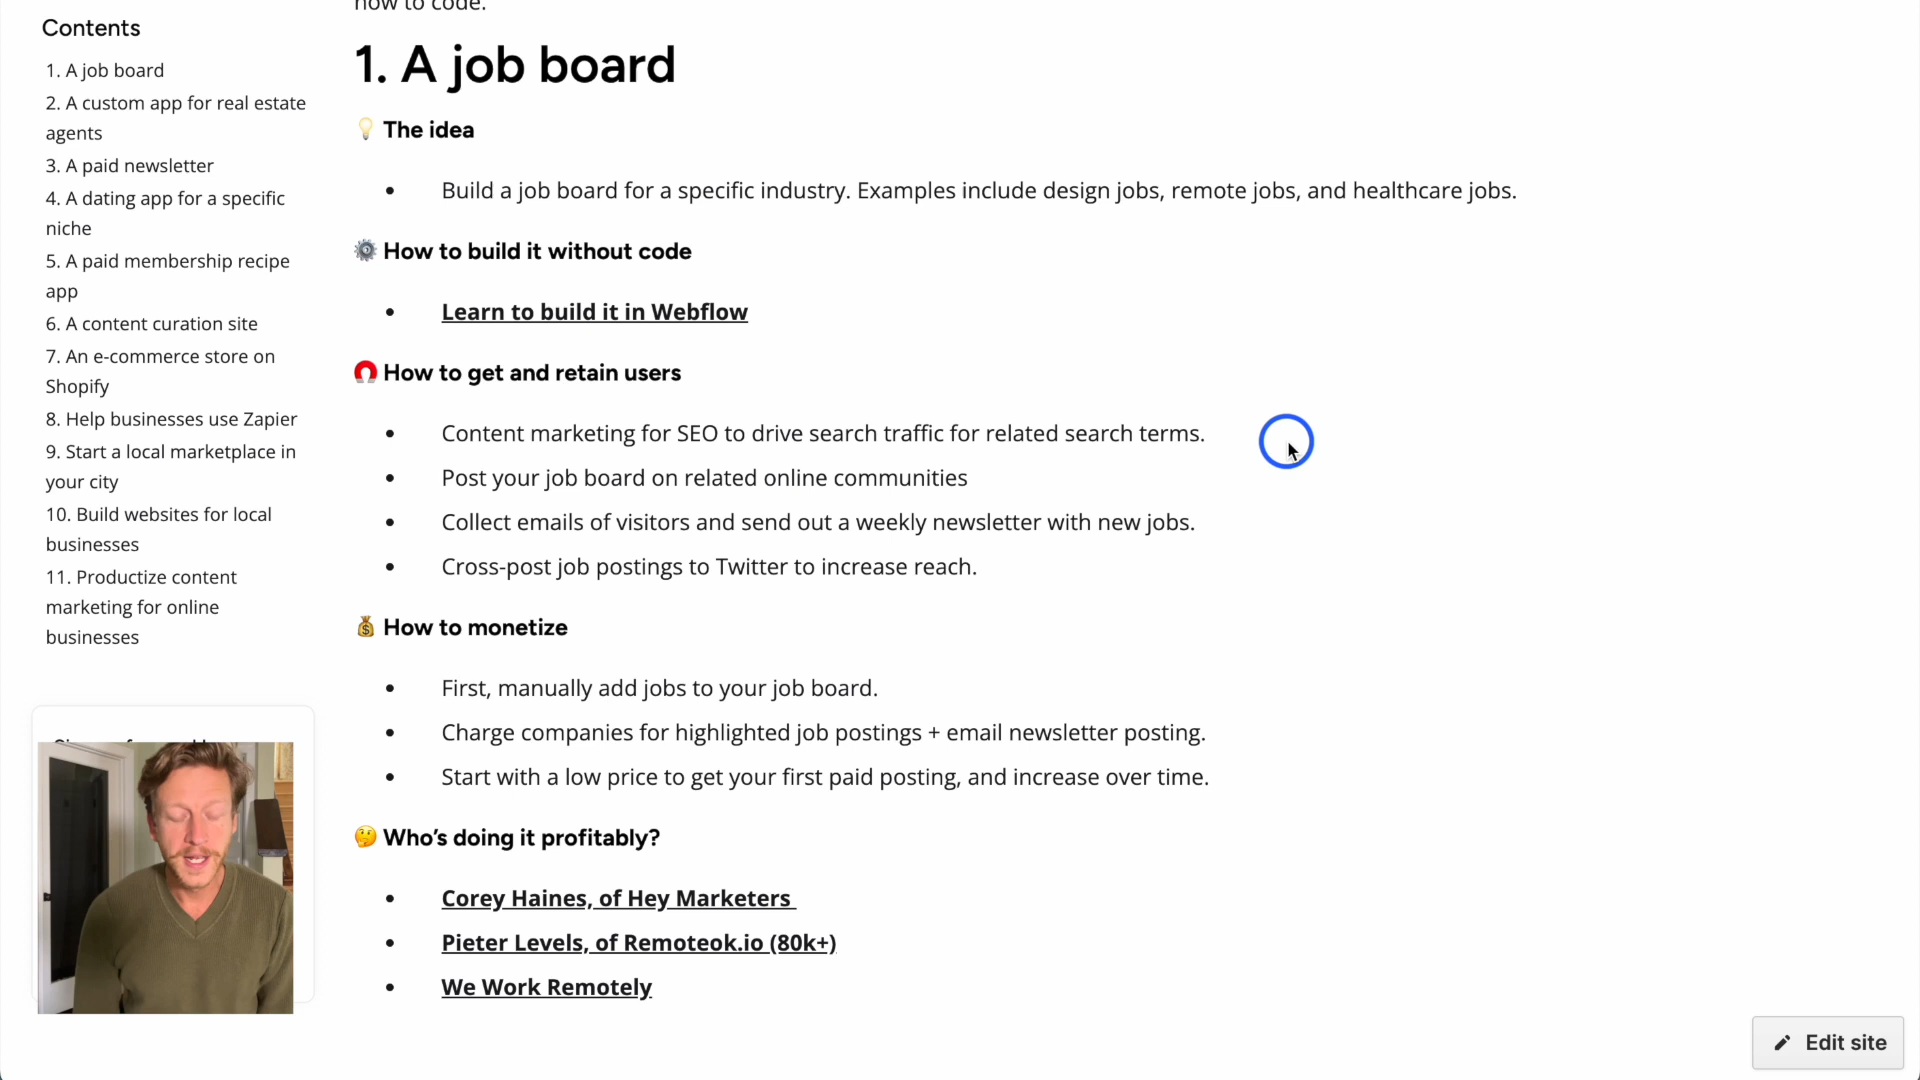 how to code.
Contents
1. A job board
2. A custom app for real estate
agents
3. A paid newsletter
4. A dating app for a specific
niche
5. A paid membership recipe
app
6. A content curation site
7. An e-commerce store on
Shopify
8. Help businesses use Zapier
9. Start a local marketplace in
your city
10. Build websites for local
businesses
11. Productize content
marketing for online
businesses
1. A job board
The idea
Build a job board for a specific industry. Examples include design jobs, remote jobs, and healthcare jobs.
How to build it without code
Learn to build it in Webflow
How to get and retain users
Content marketing for SEO to drive search traffic for related search terms.
Post your job board on related online communities
Collect emails of visitors and send out a weekly newsletter with new jobs.
Cross-post job postings to Twitter to increase reach.
How to monetize
First, manually add jobs to your job board.
Charge companies for highlighted job postings + email newsletter posting.
Start with a low price to get your first paid posting, and increase over time.
Who's doing it profitably?
Corey Haines, of Hey Marketers
Pieter Levels, of Remoteok.io (80k+)
We Work Remotely
Edit site